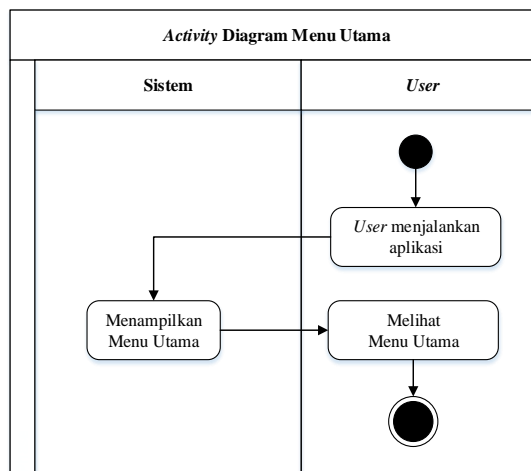 Activity Diagram Menu Utama
Sistem
User
User menjalankan
aplikasi
Menampilkan
Menu Utama
Melihat
Menu Utama